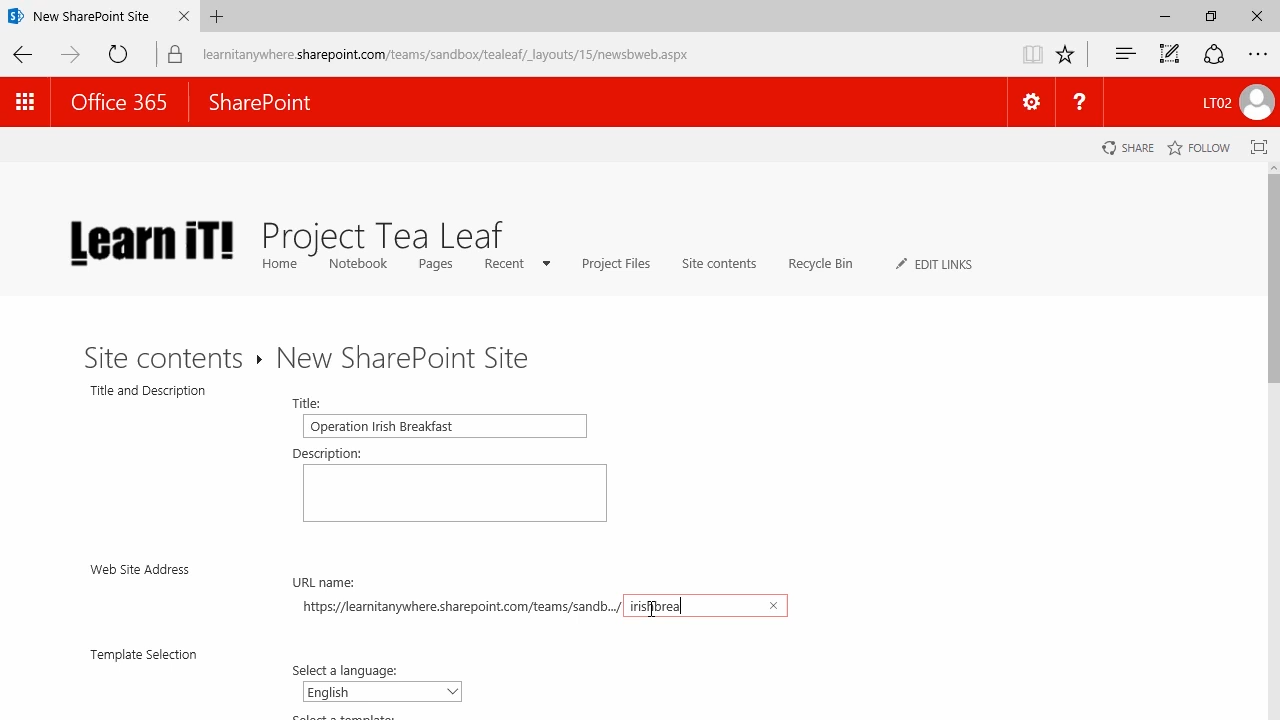 New SharePoint Site
learnitanywhere.sharepoint.com/teams/sandbox/tealeaf/_layouts/15/newsbweb.aspx
Office 365 SharePoint ? LT02
SHARE FOLLOW
Learn iT!
Project Tea Leaf
Home Notebook Pages Recent Project Files Site contents Recycle Bin EDIT LINKS
Site contents ▸ New SharePoint Site
Title and Description
Title:
Operation Irish Breakfast
Description:
Web Site Address
URL name:
https://learnitanywhere.sharepoint.com/teams/sandb.../ irishbrea
Template Selection
Select a language:
English
Select a template: